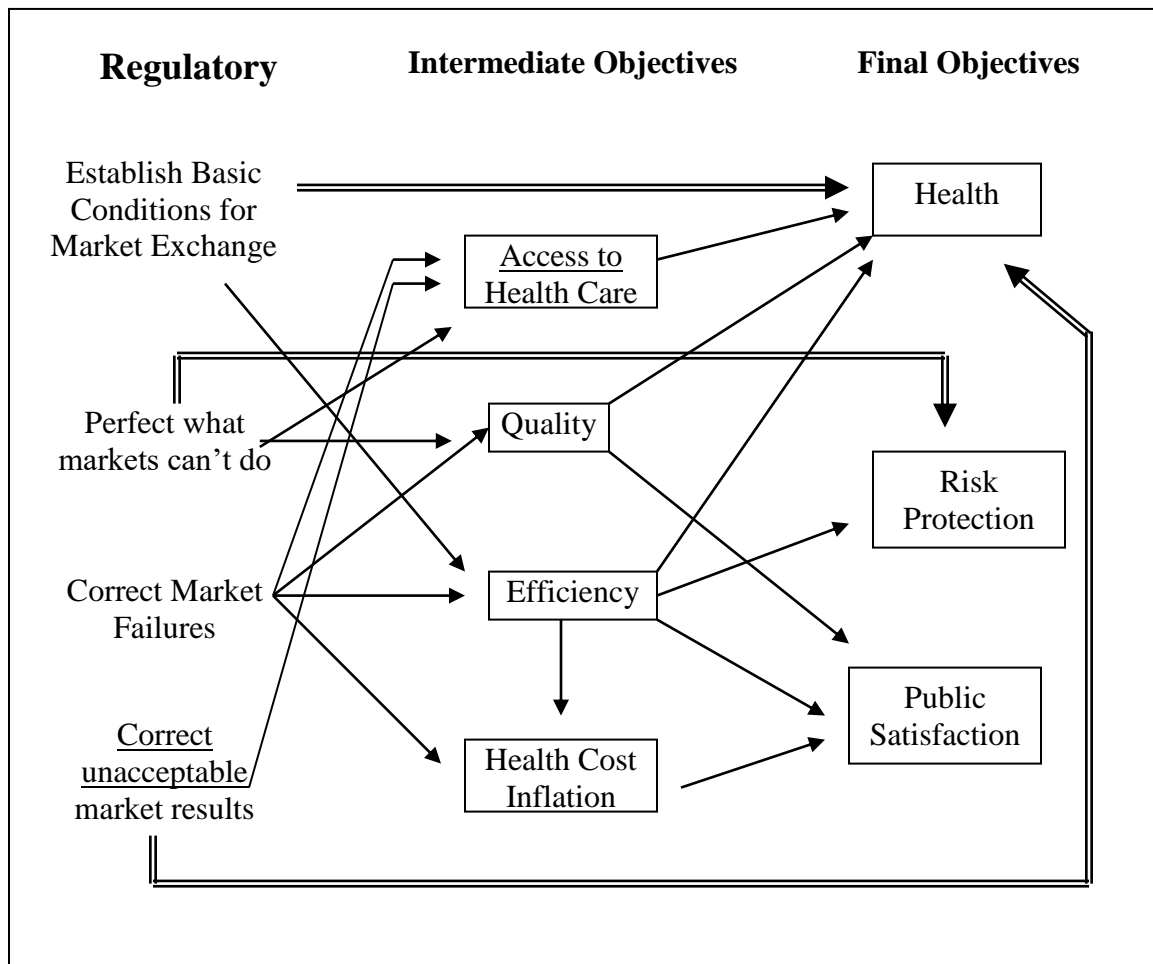 Regulatory
Intermediate Objectives
Final Objectives
Establish Basic
Conditions for
Market Exchange
Perfect what
markets can’t do
Correct Market
Failures
Correct
unacceptable
market results
Access to
Health Care
Quality
Efficiency
Health Cost
Inflation
Health
Risk
Protection
Public
Satisfaction